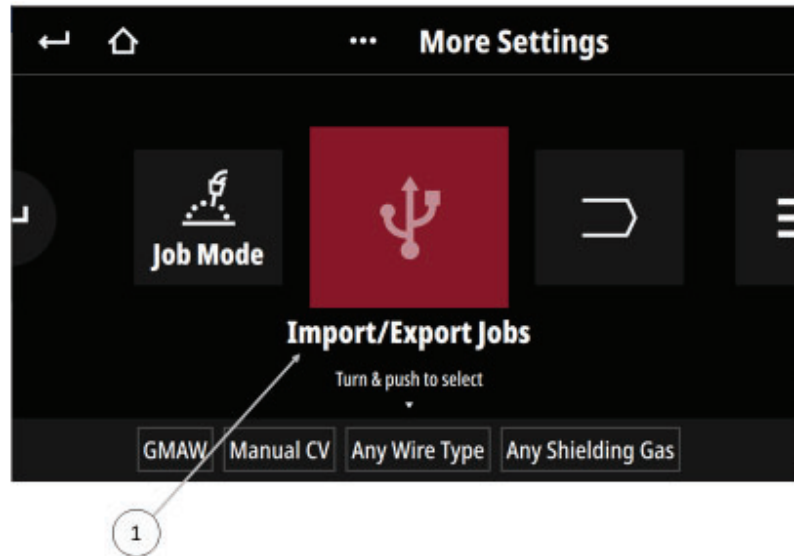 More Settings
Job Mode
Import/Export Jobs
Turn & push to select
GMAW Manual CV Any Wire Type Any Shielding Gas
1